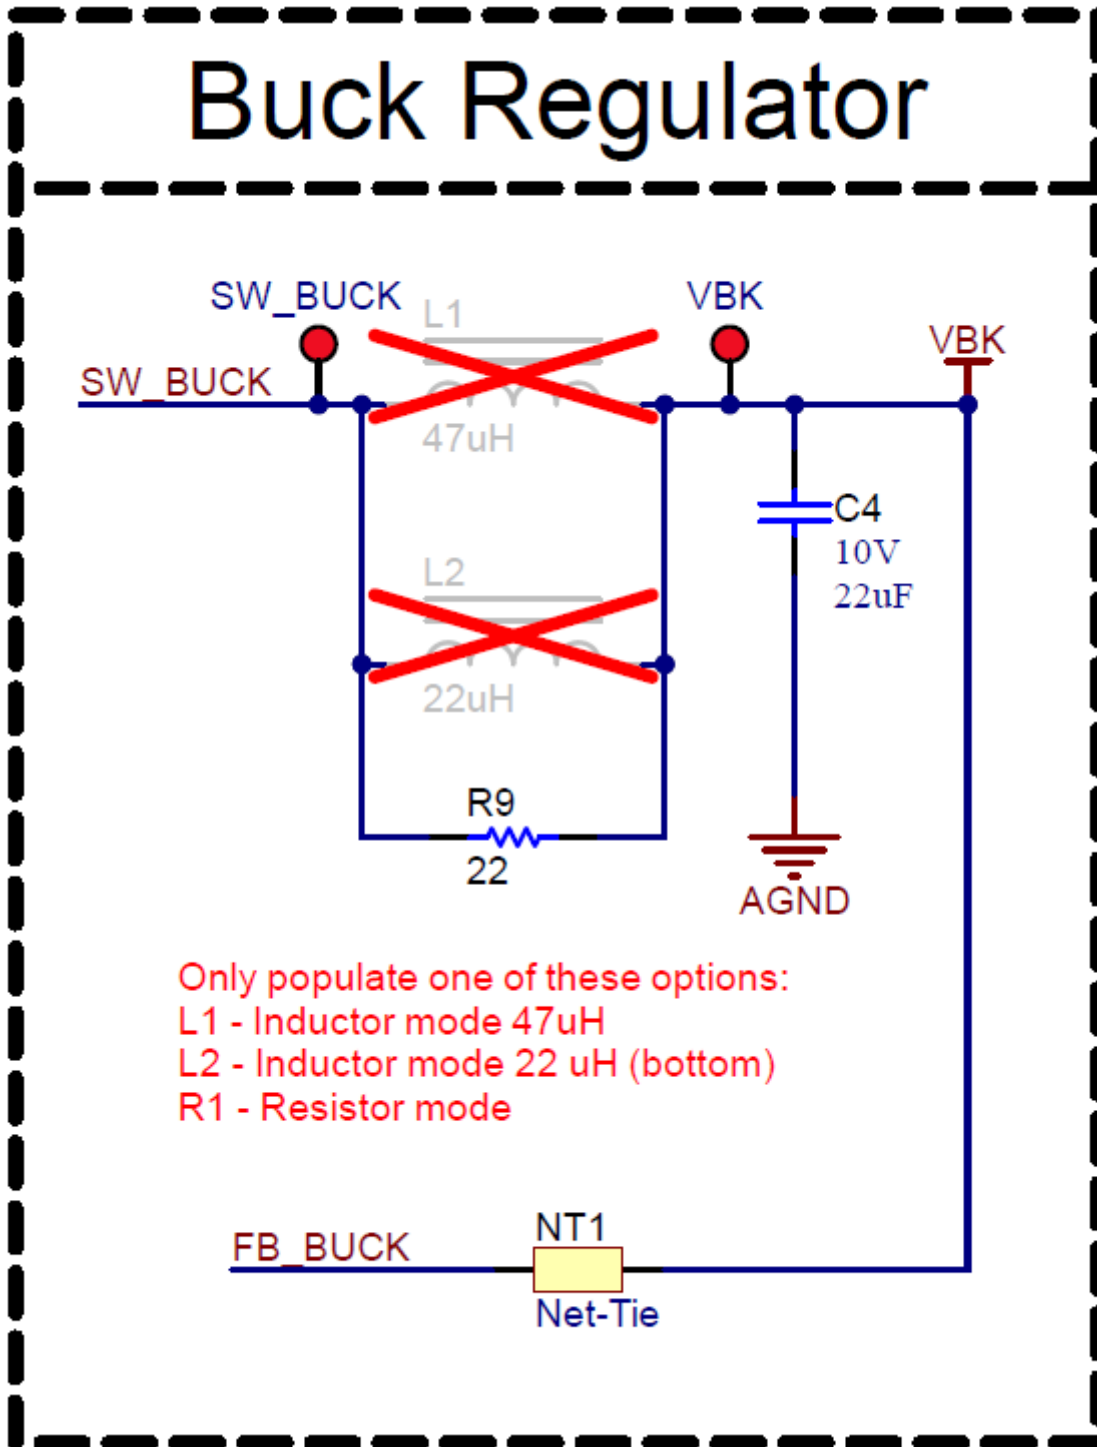 Buck Regulator
SW_BUCK
L1
VBK
VBK
SW_BUCK
47uH
C4
10V
22uF
L2
22uH
R9
22
AGND
Only populate one of these options:
L1 - Inductor mode 47uH
L2 - Inductor mode 22 uH (bottom)
R1 - Resistor mode
NT1
FB_BUCK
Net-Tie